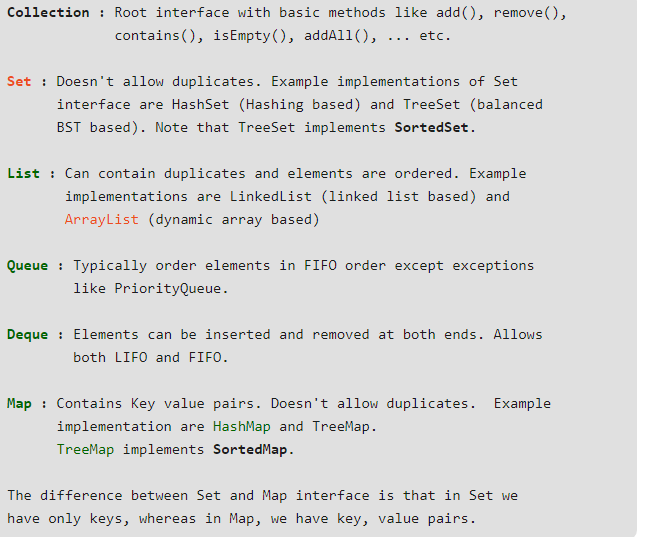 Collection : Root interface with basic methods like add(), remove(),
contains(), isEmpty(), addAll(), ... etc.
Set : Doesn't allow duplicates. Example implementations of Set
interface are HashSet (Hashing based) and TreeSet (balanced
BST based). Note that TreeSet implements SortedSet.
List : Can contain duplicates and elements are ordered. Example
implementations are LinkedList (linked list based) and
ArrayList (dynamic array based)
Queue : Typically order elements in FIFO order except exceptions
like PriorityQueue.
Deque : Elements can be inserted and removed at both ends. Allows
both LIFO and FIFO.
Map : Contains Key value pairs. Doesn't allow duplicates.  Example
implementation are HashMap and TreeMap.
TreeMap implements SortedMap.
The difference between Set and Map interface is that in Set we
have only keys, whereas in Map, we have key, value pairs.